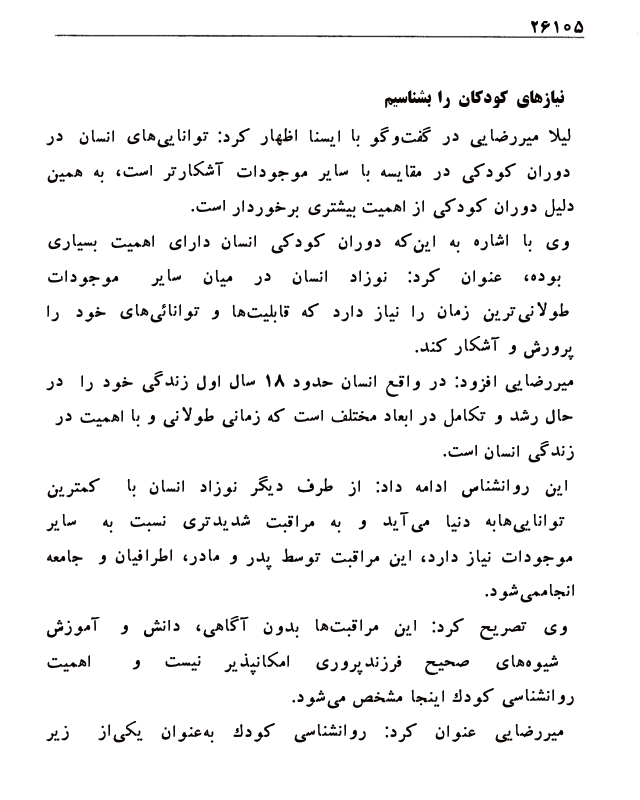 ۲۶۱۰۵
نیازهای کودکان را بشناسیم
لیلا میررضایی در گفت‌وگو با ایسنا اظهار کرد: توانایی‌های انسان در
دوران کودکی در مقایسه با سایر موجودات آشکارتر است، به همین
دلیل دوران کودکی از اهمیت بیشتری برخوردار است.
وی با اشاره به این‌که دوران کودکی انسان دارای اهمیت بسیاری
بوده، عنوان کرد: نوزاد انسان در میان سایر موجودات
طولانی‌ترین زمان را نیاز دارد که قابلیت‌ها و توانائی‌های خود را
پرورش و آشکار کند.
میررضایی افزود: در واقع انسان حدود ۱۸ سال اول زندگی خود را در
حال رشد و تکامل در ابعاد مختلف است که زمانی طولانی و با اهمیت در
زندگی انسان است.
این روانشناس ادامه داد: از طرف دیگر نوزاد انسان با کمترین
توانایی‌هابه دنیا می‌آید و به مراقبت شدیدتری نسبت به سایر
موجودات نیاز دارد، این مراقبت توسط پدر و مادر، اطرافیان و جامعه
انجاممی‌شود.
وی تصریح کرد: این مراقبت‌ها بدون آگاهی، دانش و آموزش
شیوه‌های صحیح فرزندپروری امکانپذیر نیست و اهمیت
روانشناسی کودك اینجا مشخص می‌شود.
میررضایی عنوان کرد: روانشناسی کودك به‌عنوان یکی‌از زیر